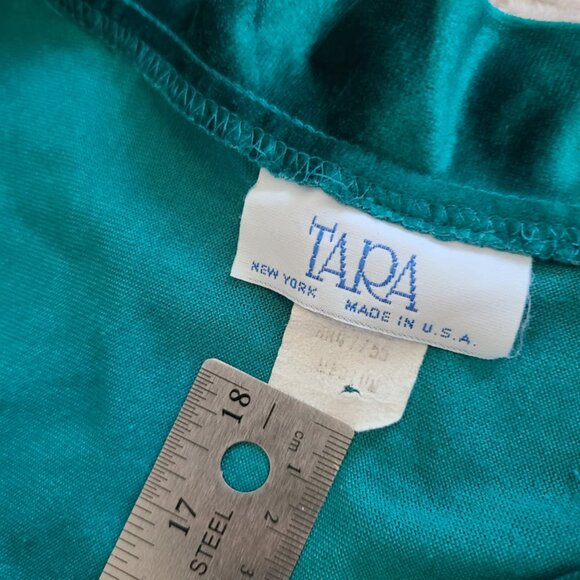 TARA
NEW YORK MADE IN U.S.A.
18
17
cm 1
2
3
STEEL